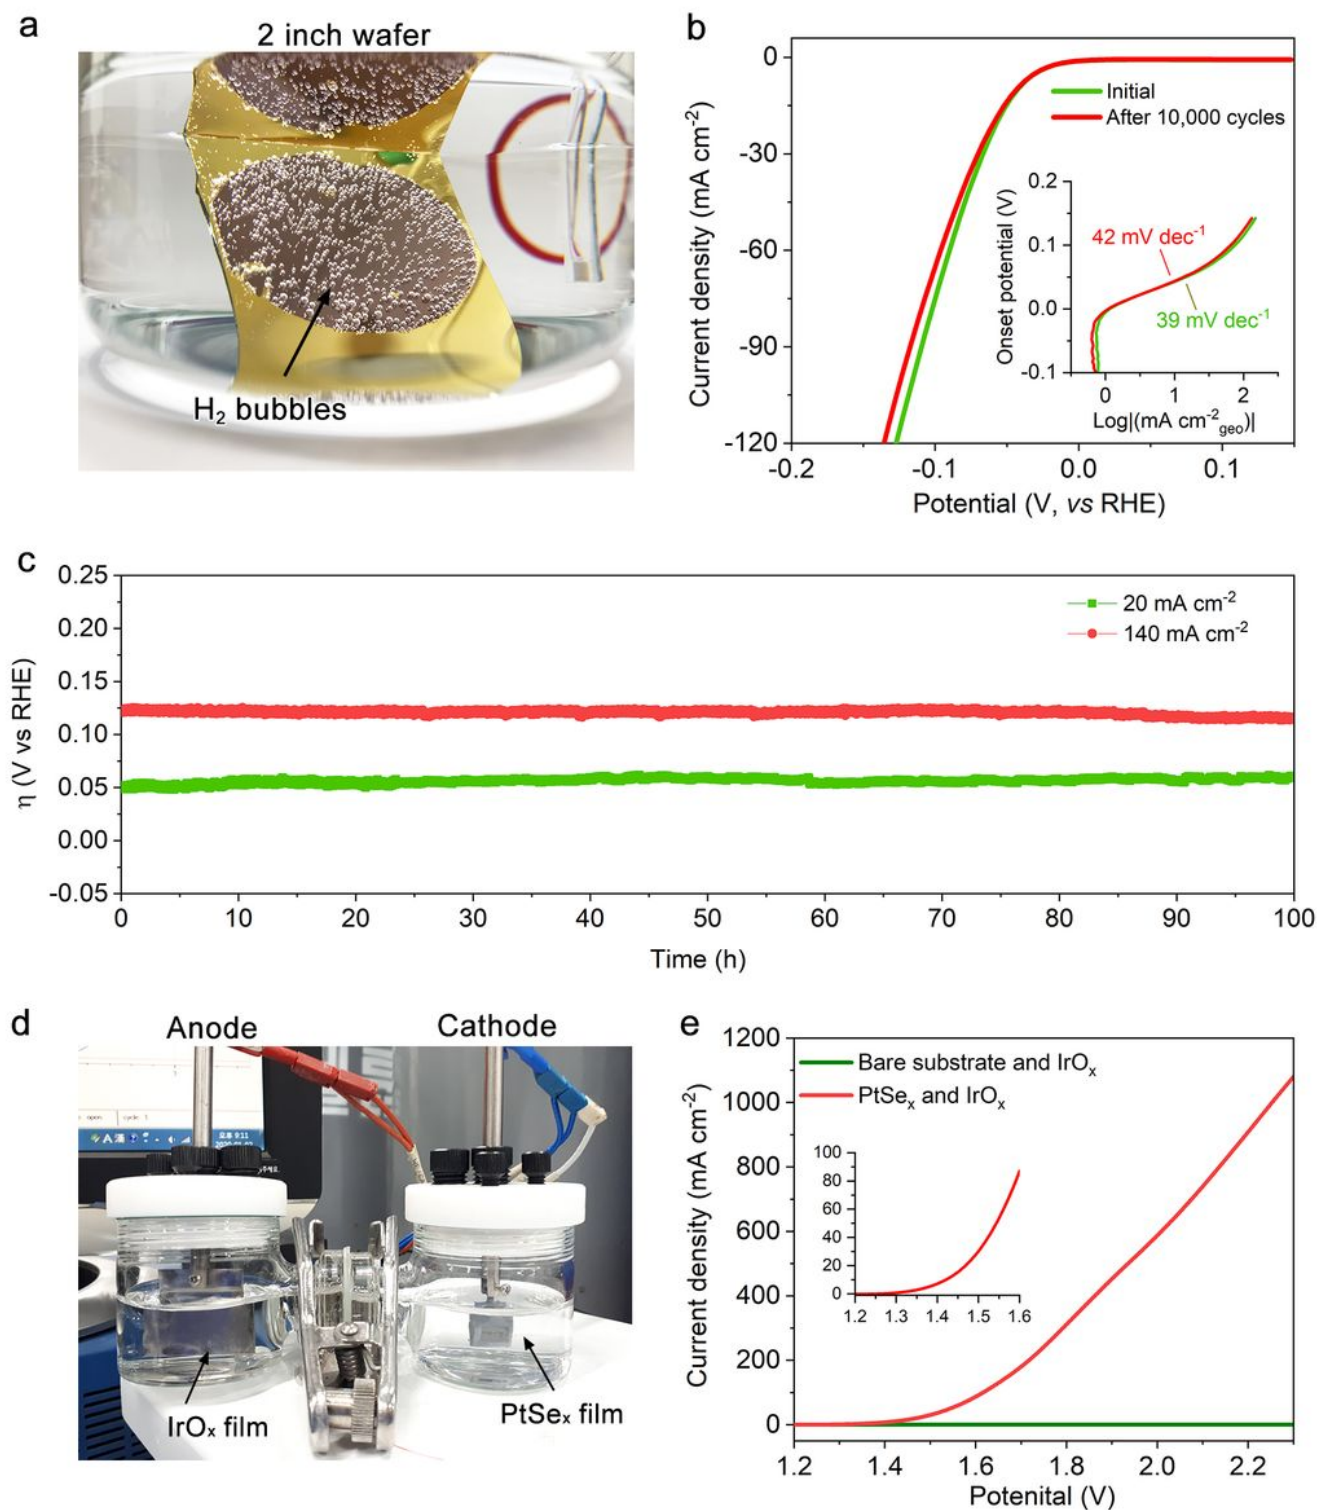 a
2 inch wafer
H₂ bubbles
b
0
-30
-60
-90
-120
-0.2
-0.1
0.0
0.1
Current density (mA cm⁻²)
Potential (V, vs RHE)
Initial
After 10,000 cycles
0.2
0.1
0.0
-0.1
0
1
2
Onset potential (V)
Log|(mA cm⁻²geo)|
42 mV dec⁻¹
39 mV dec⁻¹
c
0.25
0.20
0.15
0.10
0.05
0.00
-0.05
0 10 20 30 40 50 60 70 80 90 100
η (V vs RHE)
Time (h)
20 mA cm⁻²
140 mA cm⁻²
d
Anode
Cathode
open
cycle
A 漢
오후 9:11
IrOₓ film
PtSeₓ film
e
1200
1000
800
600
400
200
0
1.2 1.4 1.6 1.8 2.0 2.2
Current density (mA cm⁻²)
Potenital (V)
Bare substrate and IrOₓ
PtSeₓ and IrOₓ
100
80
60
40
20
0
1.2 1.3 1.4 1.5 1.6